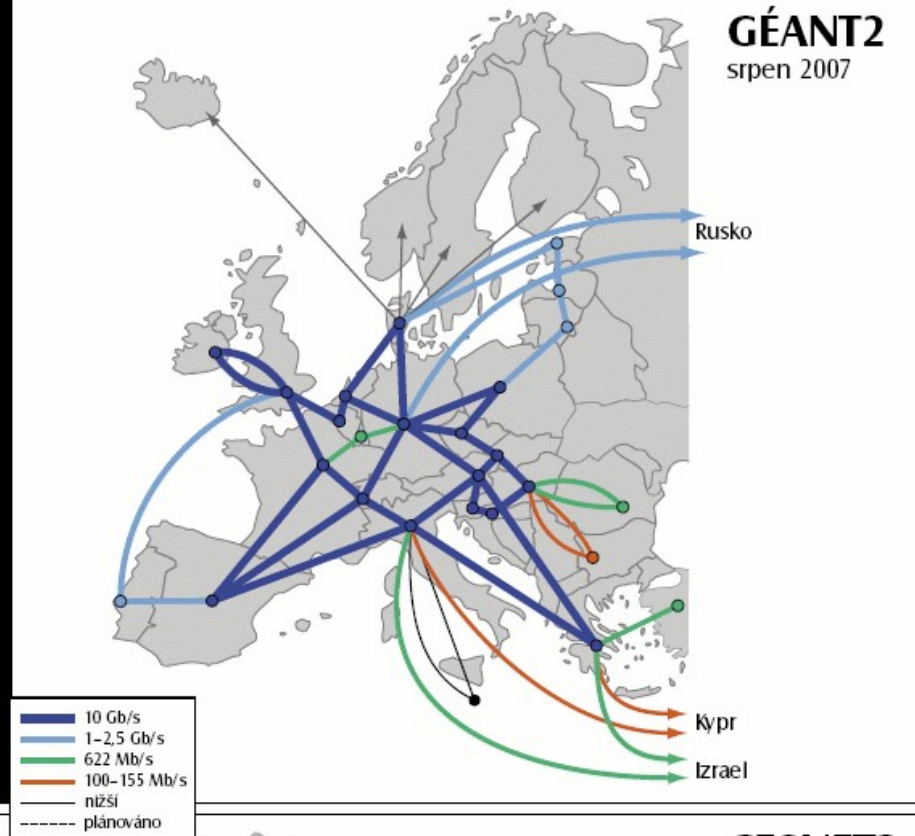 GÉANT2
srpen 2007
Rusko
Kypr
Izrael
10 Gb/s
1–2,5 Gb/s
622 Mb/s
100–155 Mb/s
nižší
plánováno